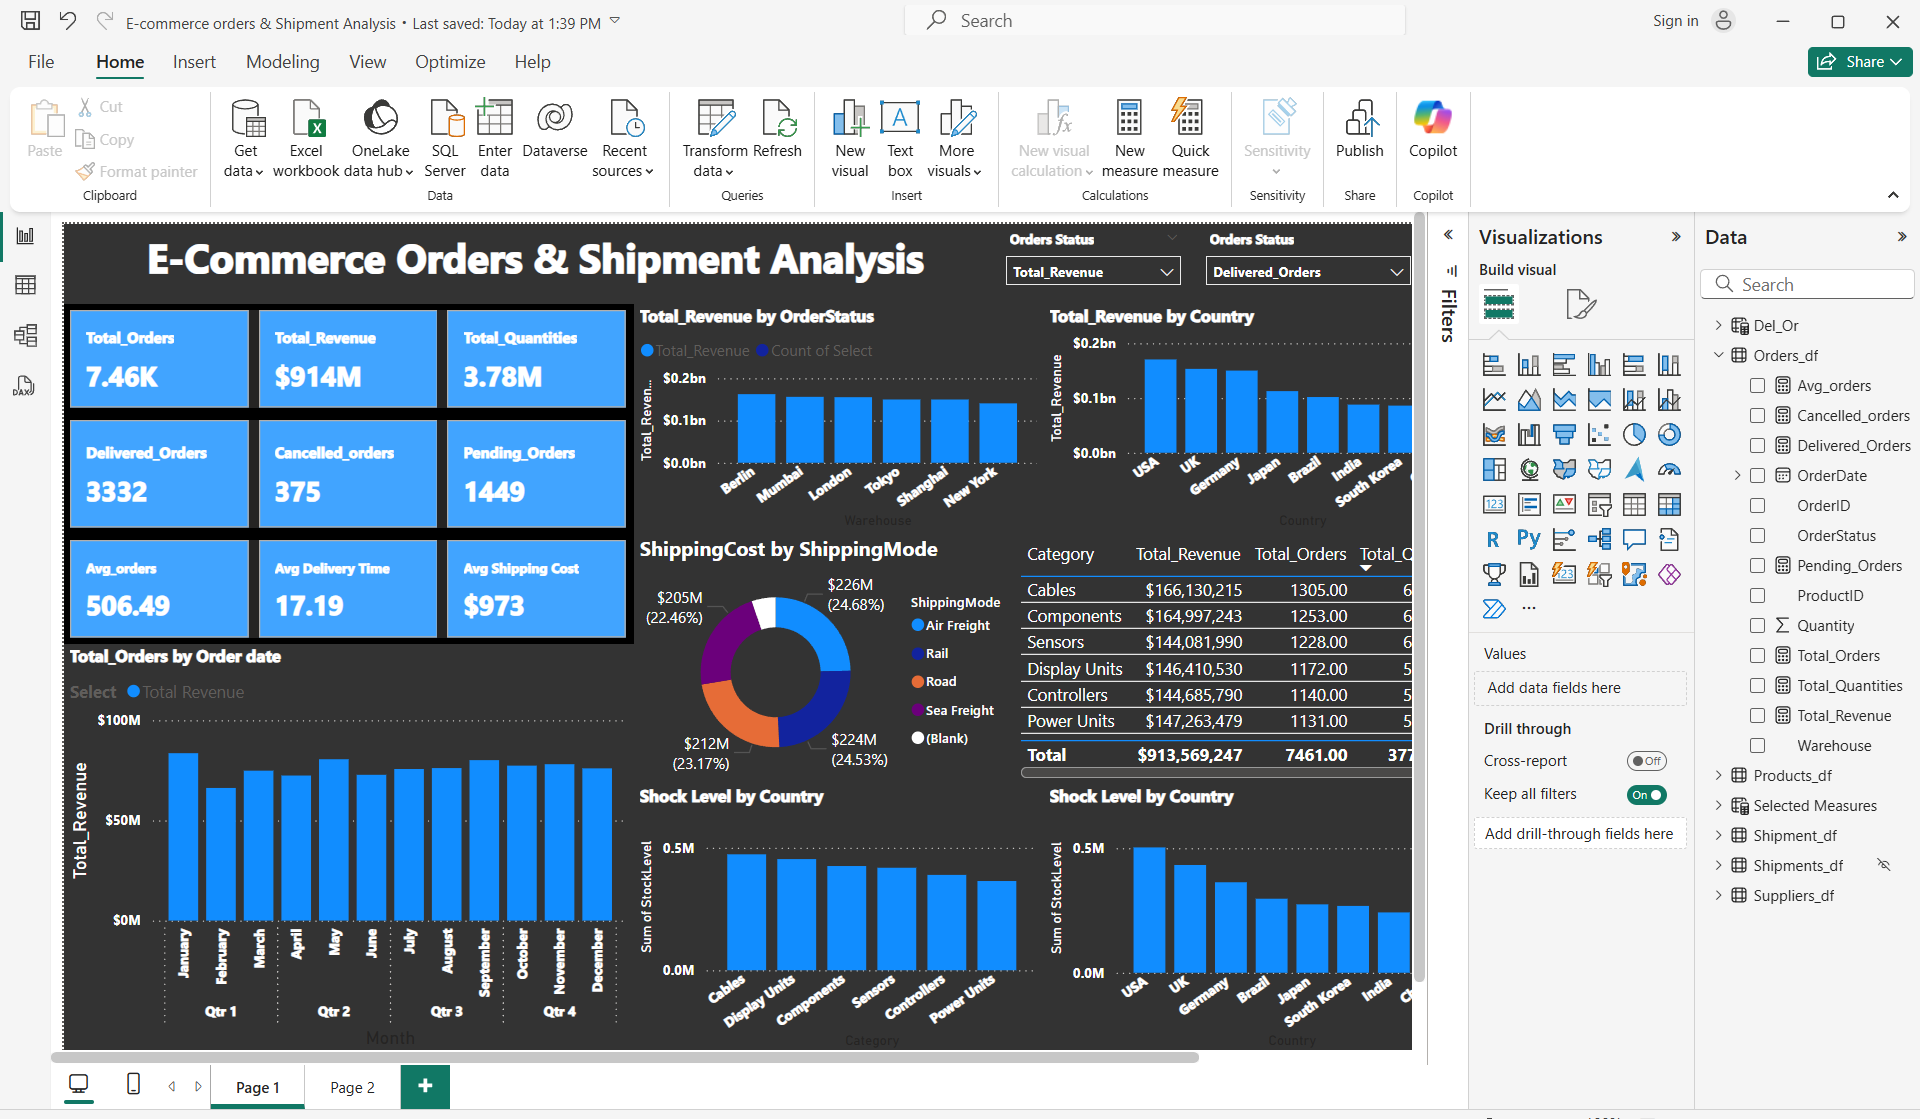 E-commerce orders & Shipment Analysis • Last saved: Today at 1:39 PM
Search
Sign in
File Home Insert Modeling View Optimize Help
Share
Paste
Cut
Copy
Format painter
Clipboard
Get data
Excel workbook
OneLake data hub
SQL Server
Enter data
Dataverse
Recent sources
Data
Transform data
Refresh
Queries
New visual
Text box
More visuals
Insert
New visual calculation
New measure
Quick measure
Calculations
Sensitivity
Sensitivity
Publish
Share
Copilot
Copilot
E-Commerce Orders & Shipment Analysis
Orders Status
Total_Revenue
Orders Status
Delivered_Orders
Total_Orders
7.46K
Total_Revenue
$914M
Total_Quantities
3.78M
Delivered_Orders
3332
Cancelled_orders
375
Pending_Orders
1449
Avg_orders
506.49
Avg Delivery Time
17.19
Avg Shipping Cost
$973
Total_Revenue by OrderStatus
Total_Revenue Count of Select
Total_Reven...
$0.2bn
$0.1bn
$0.0bn
Berlin Mumbai London Tokyo Shanghai New York
Warehouse
Total_Revenue by Country
Total_Revenue
$0.2bn
$0.1bn
$0.0bn
USA UK Germany Japan Brazil India South Korea
Country
ShippingCost by ShippingMode
$226M (24.68%)
$224M (24.53%)
$212M (23.17%)
$205M (22.46%)
ShippingMode
Air Freight
Rail
Road
Sea Freight
(Blank)
Category Total_Revenue Total_Orders Total_Q
Cables $166,130,215 1305.00 6
Components $164,997,243 1253.00 6
Sensors $144,081,990 1228.00 6
Display Units $146,410,530 1172.00 5
Controllers $144,685,790 1140.00 5
Power Units $147,263,479 1131.00 5
Total $913,569,247 7461.00 377
Total_Orders by Order date
Select Total Revenue
Total_Revenue
$100M
$50M
$0M
January February March April May June July August September October November December
Qtr 1 Qtr 2 Qtr 3 Qtr 4
Month
Shock Level by Country
Sum of StockLevel
0.5M
0.0M
Cables Display Units Components Sensors Controllers Power Units
Category
Shock Level by Country
Sum of StockLevel
0.5M
0.0M
USA UK Germany Brazil Japan South Korea India
Country
Page 1
Page 2
Filters
Visualizations
Build visual
Values
Add data fields here
Drill through
Cross-report Off
Keep all filters On
Add drill-through fields here
Data
Search
Del_Or
Orders_df
Avg_orders
Cancelled_orders
Delivered_Orders
OrderDate
OrderID
OrderStatus
Pending_Orders
ProductID
Quantity
Total_Orders
Total_Quantities
Total_Revenue
Warehouse
Products_df
Selected Measures
Shipment_df
Shipments_df
Suppliers_df